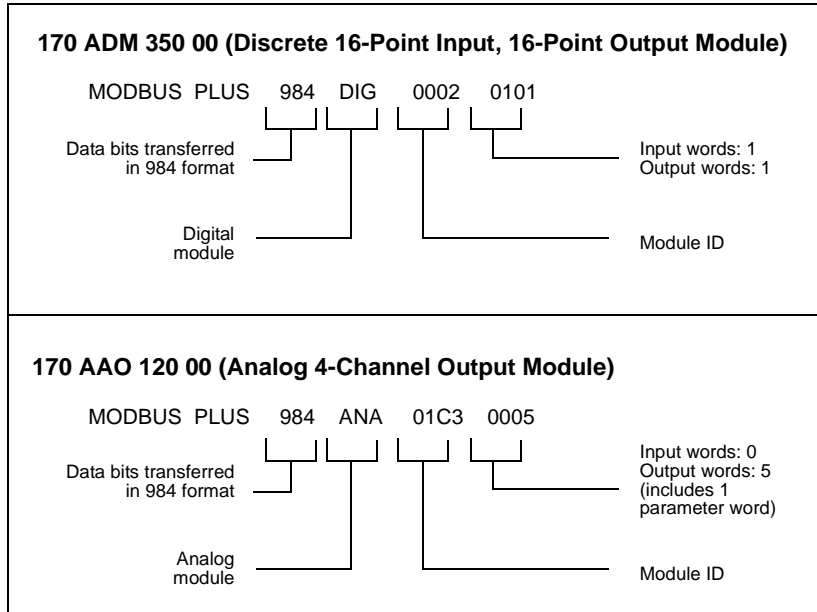 170 ADM 350 00 (Discrete 16-Point Input, 16-Point Output Module)
MODBUS PLUS 984 DIG 0002 0101
Data bits transferred
in 984 format
Input words: 1
Output words: 1
Digital
module
Module ID
170 AAO 120 00 (Analog 4-Channel Output Module)
MODBUS PLUS 984 ANA 01C3 0005
Data bits transferred
in 984 format
Input words: 0
Output words: 5
(includes 1
parameter word)
Analog
module
Module ID